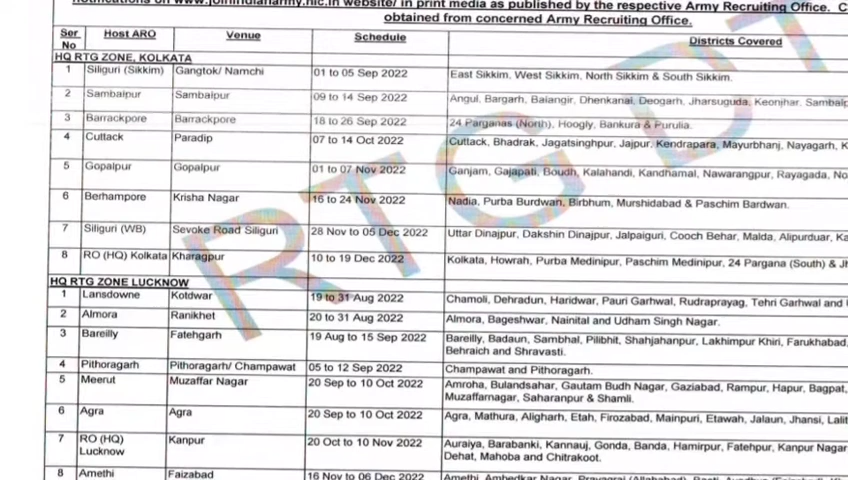 notifications on www.joinindianarmy.nic.in website/ in print media as published by the respective Army Recruiting Office. C
obtained from concerned Army Recruiting Office.
Ser No Host ARO Venue Schedule Districts Covered
HQ RTG ZONE, KOLKATA
1 Siliguri (Sikkim) Gangtok/ Namchi 01 to 05 Sep 2022 East Sikkim, West Sikkim, North Sikkim & South Sikkim.
2 Sambalpur Sambalpur 09 to 14 Sep 2022 Angul, Bargarh, Balangir, Dhenkanal, Deogarh, Jharsuguda, Keonjhar, Sambalp
3 Barrackpore Barrackpore 18 to 26 Sep 2022 24 Parganas (North), Hoogly, Bankura & Purulia.
4 Cuttack Paradip 07 to 14 Oct 2022 Cuttack, Bhadrak, Jagatsinghpur, Jajpur, Kendrapara, Mayurbhanj, Nayagarh, K
5 Gopalpur Gopalpur 01 to 07 Nov 2022 Ganjam, Gajapati, Boudh, Kalahandi, Kandhamal, Nawarangpur, Rayagada, No
6 Berhampore Krisha Nagar 16 to 24 Nov 2022 Nadia, Purba Burdwan, Birbhum, Murshidabad & Paschim Bardwan.
7 Siliguri (WB) Sevoke Road Siliguri 28 Nov to 05 Dec 2022 Uttar Dinajpur, Dakshin Dinajpur, Jalpaiguri, Cooch Behar, Malda, Alipurduar, Ka
8 RO (HQ) Kolkata Kharagpur 10 to 19 Dec 2022 Kolkata, Howrah, Purba Medinipur, Paschim Medinipur, 24 Pargana (South) & Jh
HQ RTG ZONE LUCKNOW
1 Lansdowne Kotdwar 19 to 31 Aug 2022 Chamoli, Dehradun, Haridwar, Pauri Garhwal, Rudraprayag, Tehri Garhwal and
2 Almora Ranikhet 20 to 31 Aug 2022 Almora, Bageshwar, Nainital and Udham Singh Nagar.
3 Bareilly Fatehgarh 19 Aug to 15 Sep 2022 Bareilly, Badaun, Sambhal, Pilibhit, Shahjahanpur, Lakhimpur Khiri, Farukhabad,
Behraich and Shravasti.
4 Pithoragarh Pithoragarh/ Champawat 05 to 12 Sep 2022 Champawat and Pithoragarh.
5 Meerut Muzaffar Nagar 20 Sep to 10 Oct 2022 Amroha, Bulandsahar, Gautam Budh Nagar, Gaziabad, Rampur, Hapur, Bagpat,
Muzaffarnagar, Saharanpur & Shamli.
6 Agra Agra 20 Sep to 10 Oct 2022 Agra, Mathura, Aligharh, Etah, Firozabad, Mainpuri, Etawah, Jalaun, Jhansi, Lalit
7 RO (HQ) Lucknow Kanpur 20 Oct to 10 Nov 2022 Auraiya, Barabanki, Kannauj, Gonda, Banda, Hamirpur, Fatehpur, Kanpur Nagar
Dehat, Mahoba and Chitrakoot.
8 Amethi Faizabad 16 Nov to 06 Dec 2022 Amethi, Ambedkar Nagar,
RTG DT